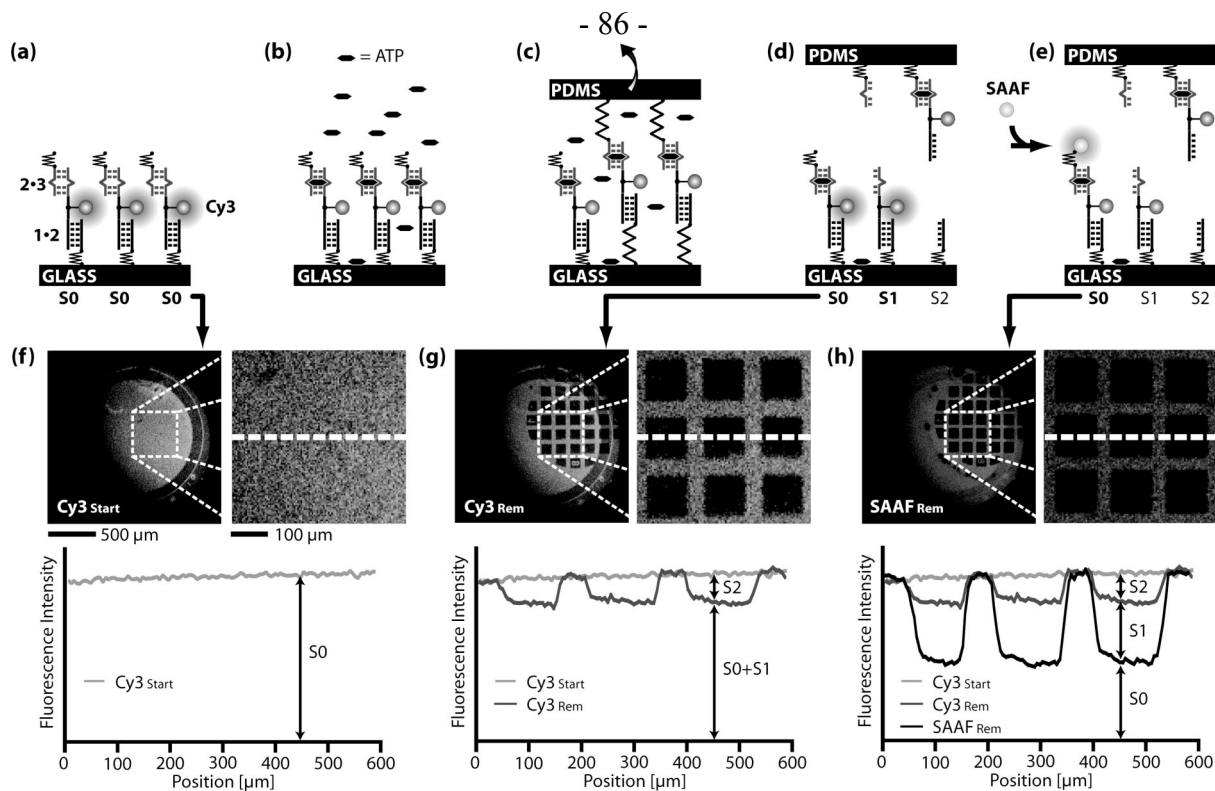 - 86 -
(a)
2•3
1•2
Cy3
GLASS
S0 S0 S0
(b)
= ATP
(c)
PDMS
GLASS
(d)
PDMS
GLASS
S0 S1 S2
(e)
PDMS
SAAF
GLASS
S0 S1 S2
(f)
Cy3 Start
500 µm
100 µm
Fluorescence Intensity
S0
Cy3 Start
0 100 200 300 400 500 600
Position [µm]
(g)
Cy3 Rem
Fluorescence Intensity
S2
S0+S1
Cy3 Start
Cy3 Rem
0 100 200 300 400 500 600
Position [µm]
(h)
SAAF Rem
Fluorescence Intensity
S2
S1
S0
Cy3 Start
Cy3 Rem
SAAF Rem
0 100 200 300 400 500 600
Position [µm]